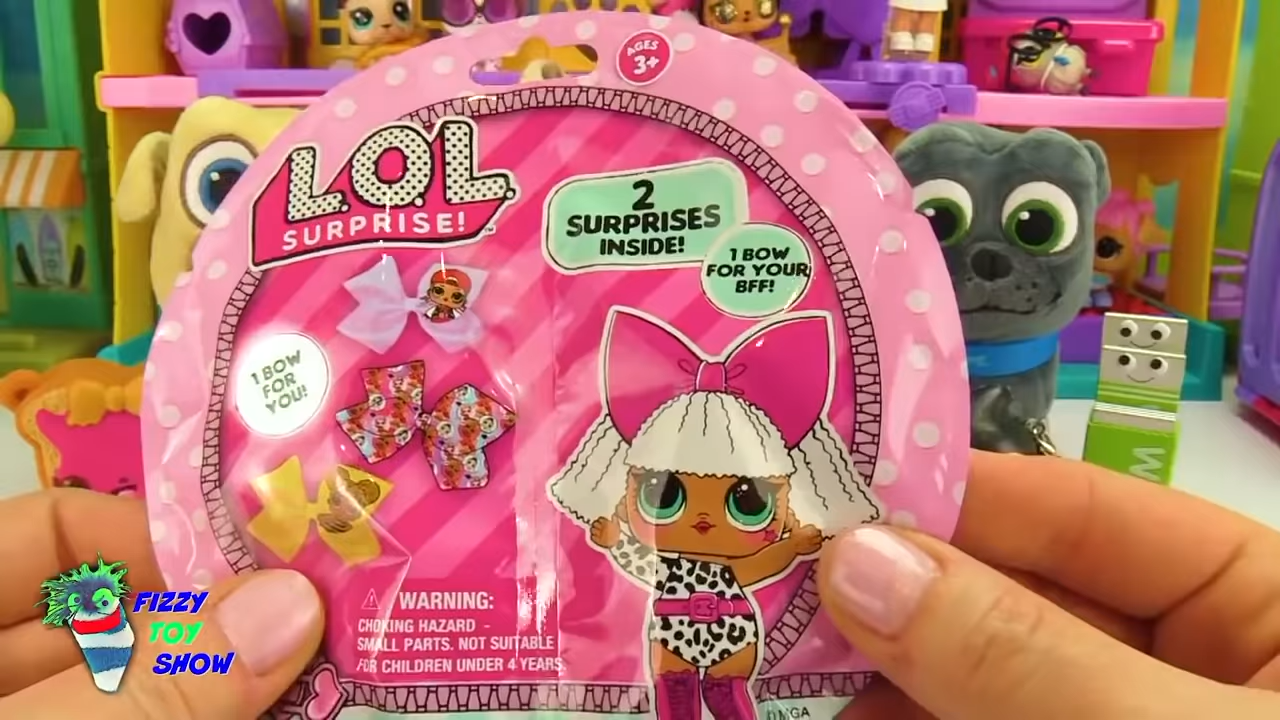 AGES
3+
L.O.L.
SURPRISE!
2
SURPRISES
INSIDE!
1 BOW
FOR YOUR
BFF!
1 BOW
FOR
YOU!
WARNING:
CHOKING HAZARD -
SMALL PARTS. NOT SUITABLE
FOR CHILDREN UNDER 4 YEARS.
MGA
FIZZY
TOY
SHOW